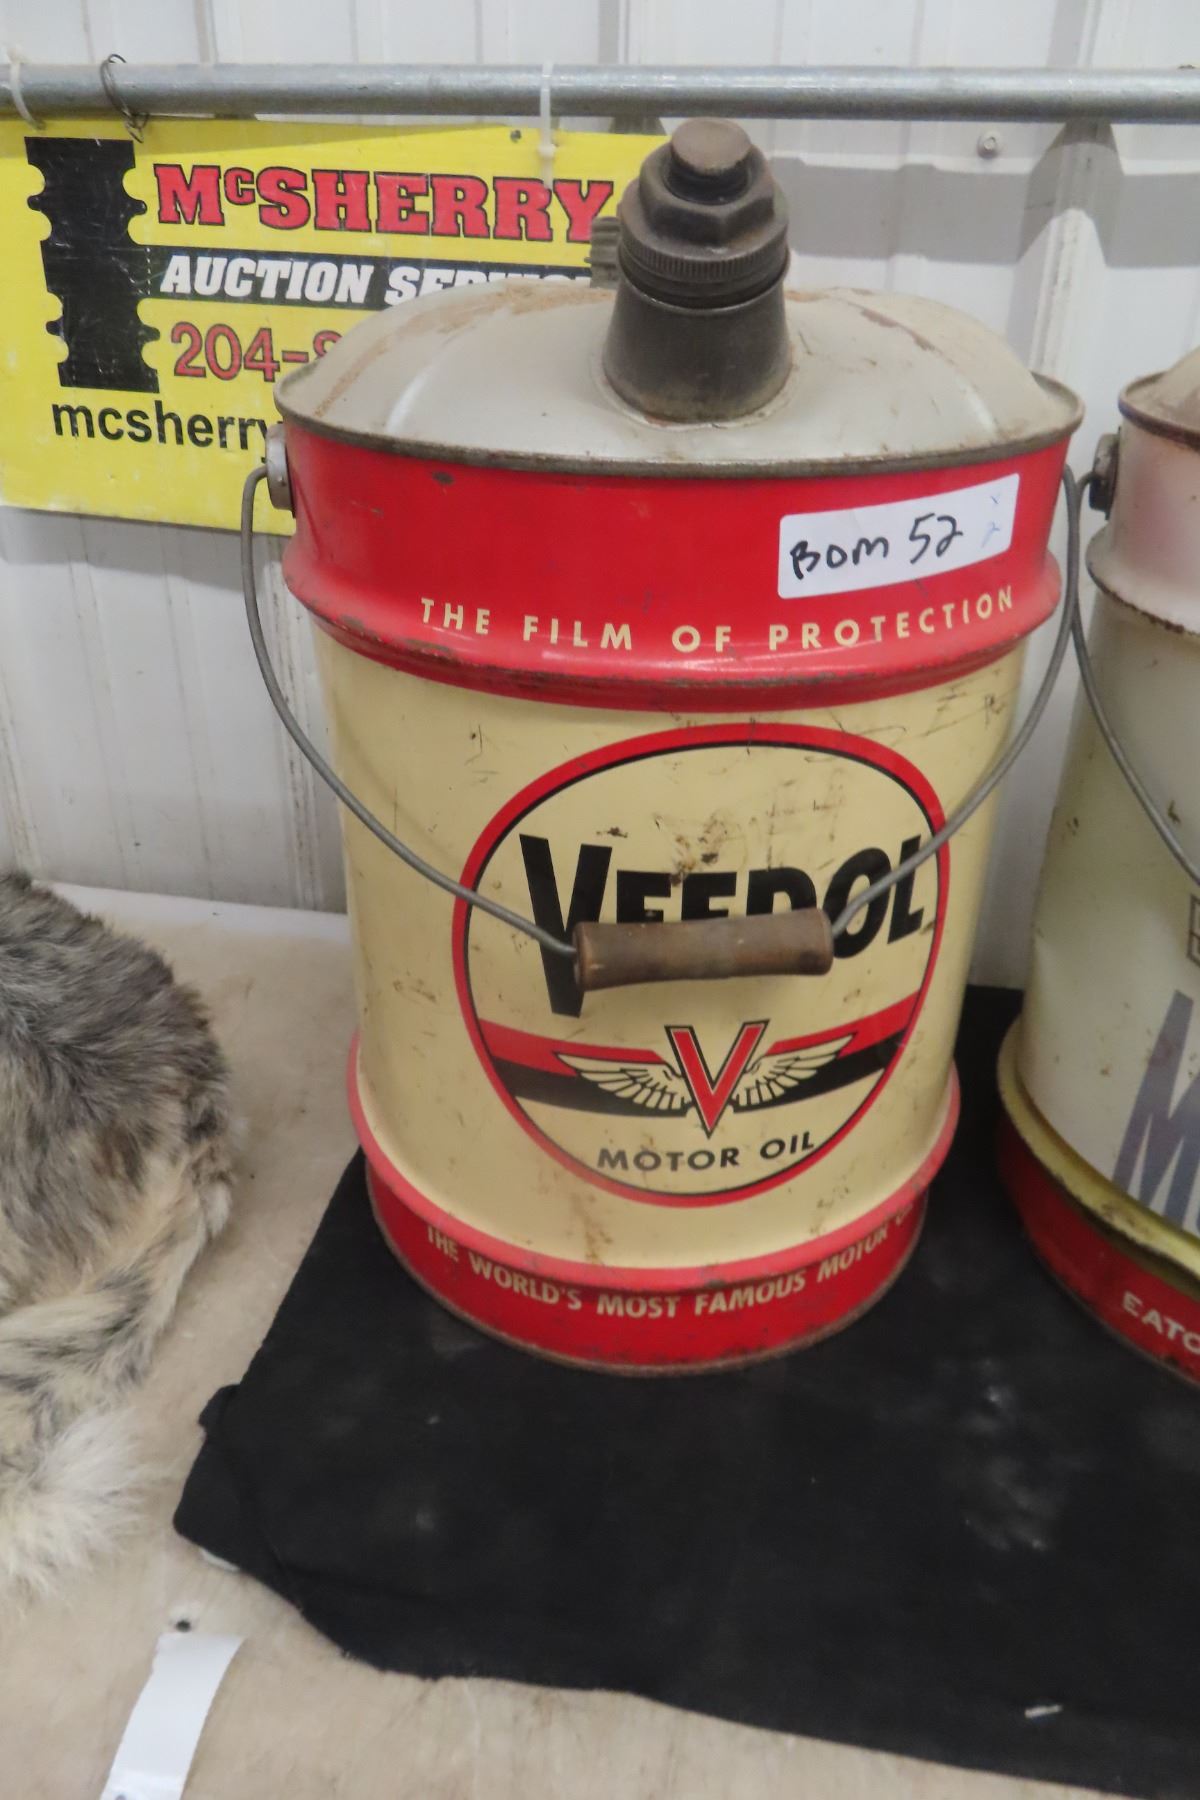 McSHERRY
AUCTION
204-
mcsherry
BOM 52
THE FILM OF PROTECTION
VEEDOL
V
MOTOR OIL
THE WORLD'S MOST FAMOUS MOTOR
M
EATO